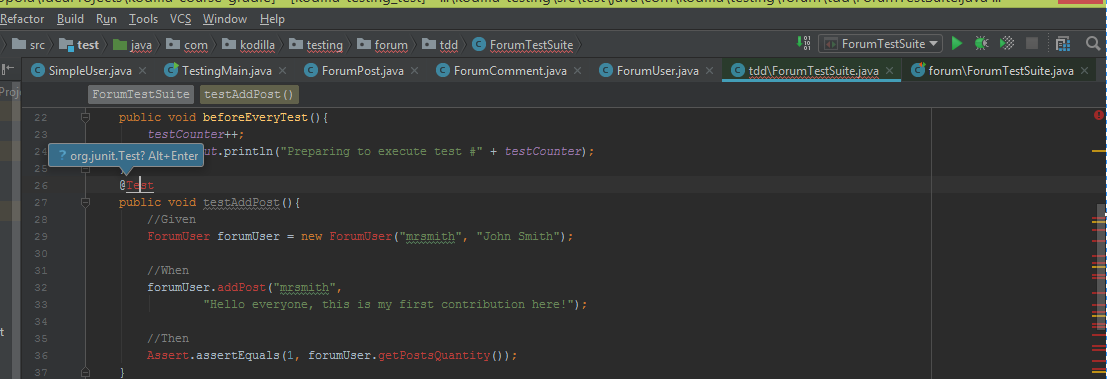 Refactor Build Run Tools VCS Window Help
src test java com kodilla testing forum tdd ForumTestSuite ForumTestSuite
SimpleUser.java TestingMain.java ForumPost.java ForumComment.java ForumUser.java tdd\ForumTestSuite.java forum\ForumTestSuite.java
Proj
ForumTestSuite testAddPost()
22 public void beforeEveryTest(){
23 testCounter++;
24 ut.println("Preparing to execute test #" + testCounter);
? org.junit.Test? Alt+Enter
25 }
26 @Test
27 public void testAddPost(){
28 //Given
29 ForumUser forumUser = new ForumUser("mrsmith", "John Smith");
30
31 //When
32 forumUser.addPost("mrsmith",
33 "Hello everyone, this is my first contribution here!");
34
35 //Then
36 Assert.assertEquals(1, forumUser.getPostsQuantity());
37 }